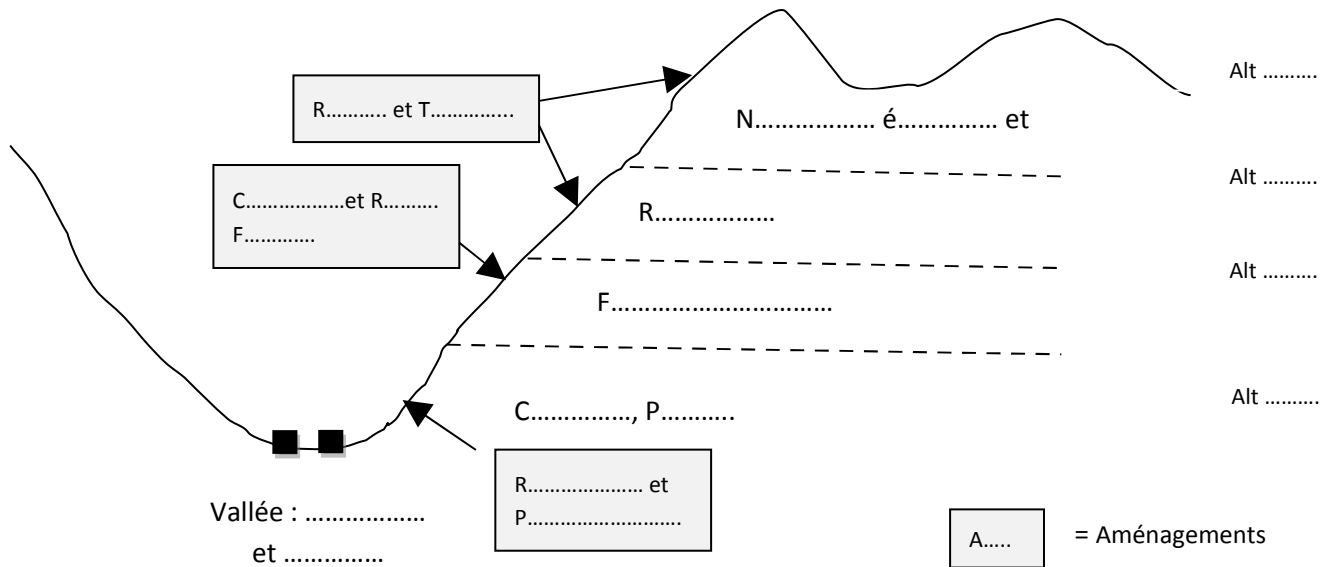 Alt ……….
R……….. et T…………...
N……………. é………….. et
C………………et R……….
F………….
Alt ……….
R………………
Alt ……….
F…………………………
Alt ……….
C…………., P………..
R………………… et
P……………………….
Vallée : ……………..
et ………….
A…..
= Aménagements